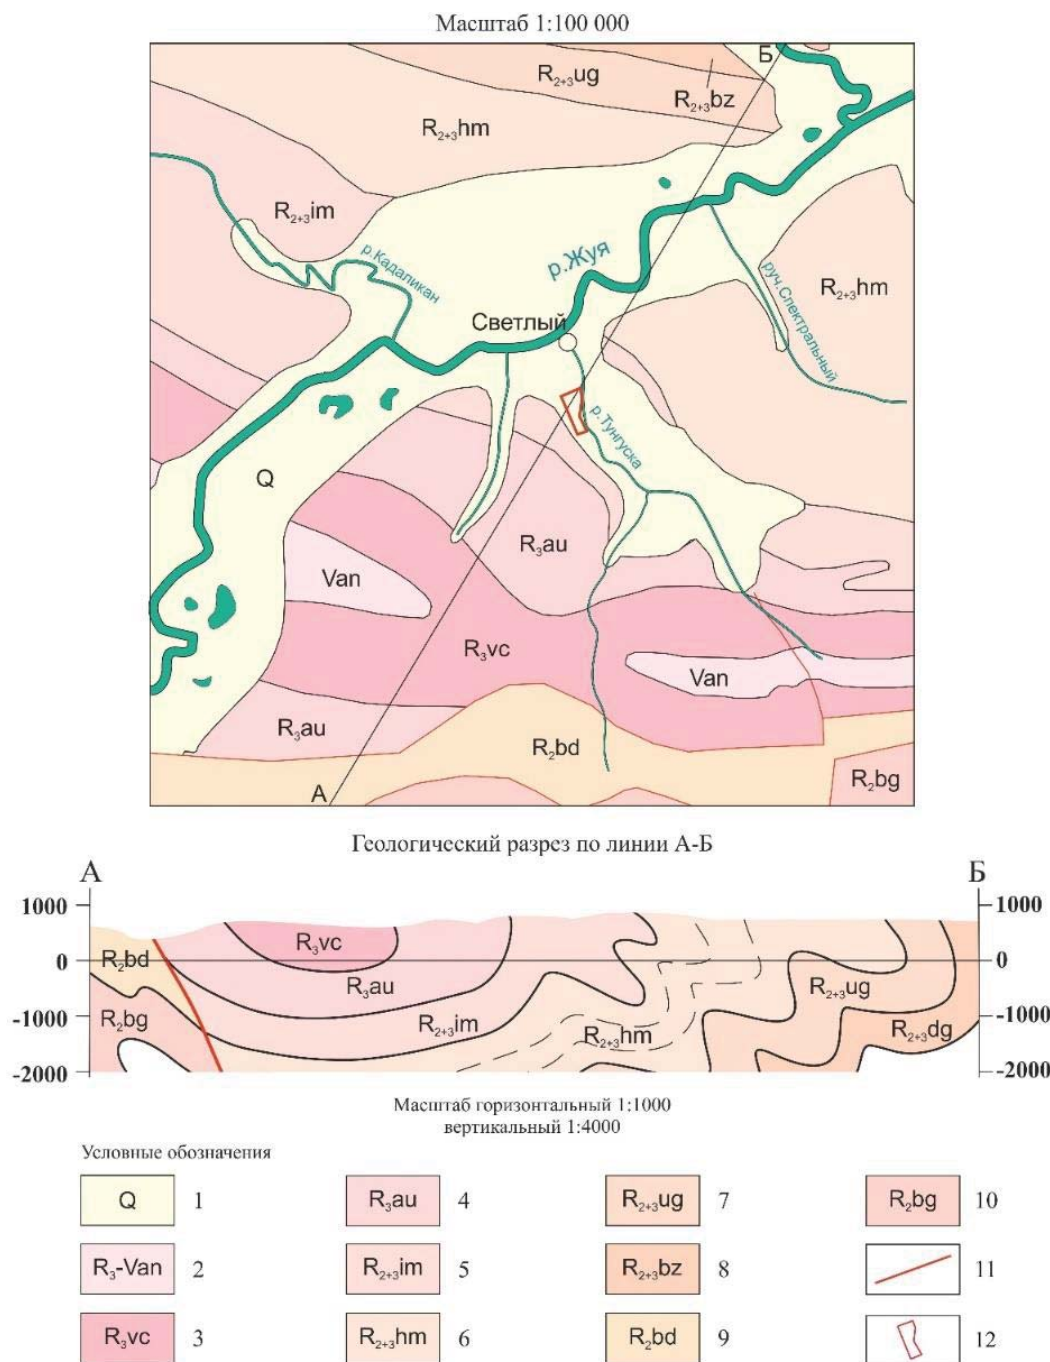 Масштаб 1:100 000
Б
R₂₊₃ug
R₂₊₃bz
R₂₊₃hm
R₂₊₃im
р.Кадаликан
р.Жуя
руч.Спектральный
R₂₊₃hm
Светлый
р.Тунгуска
Q
R₃au
Van
R₃vc
Van
R₃au
R₂bd
R₂bg
А
Геологический разрез по линии А-Б
А Б
1000 1000
R₃vc
R₂bd
0 0
R₃au R₂₊₃ug
R₂bg R₂₊₃im R₂₊₃hm R₂₊₃dg
-1000 -1000
-2000 -2000
Масштаб горизонтальный 1:1000
вертикальный 1:4000
Условные обозначения
Q 1 R₃au 4 R₂₊₃ug 7 R₂bg 10
R₃-Van 2 R₂₊₃im 5 R₂₊₃bz 8 11
R₃vc 3 R₂₊₃hm 6 R₂bd 9 12